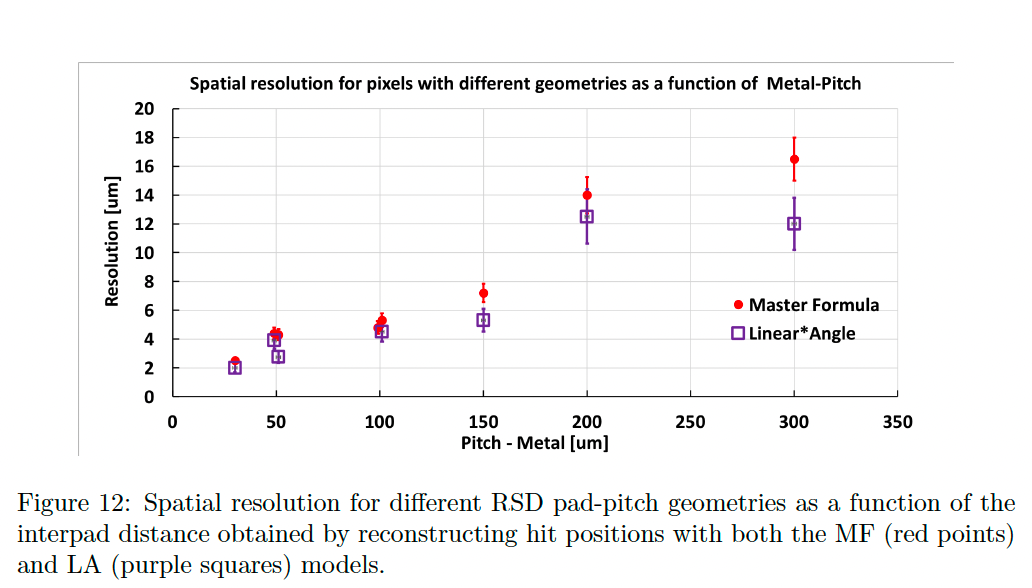 Spatial resolution for pixels with different geometries as a function of Metal-Pitch
20
18
16
14
12
10
8
6
4
2
0
Resolution [um]
Master Formula
Linear*Angle
0 50 100 150 200 250 300 350
Pitch - Metal [um]
Figure 12: Spatial resolution for different RSD pad-pitch geometries as a function of the
interpad distance obtained by reconstructing hit positions with both the MF (red points)
and LA (purple squares) models.